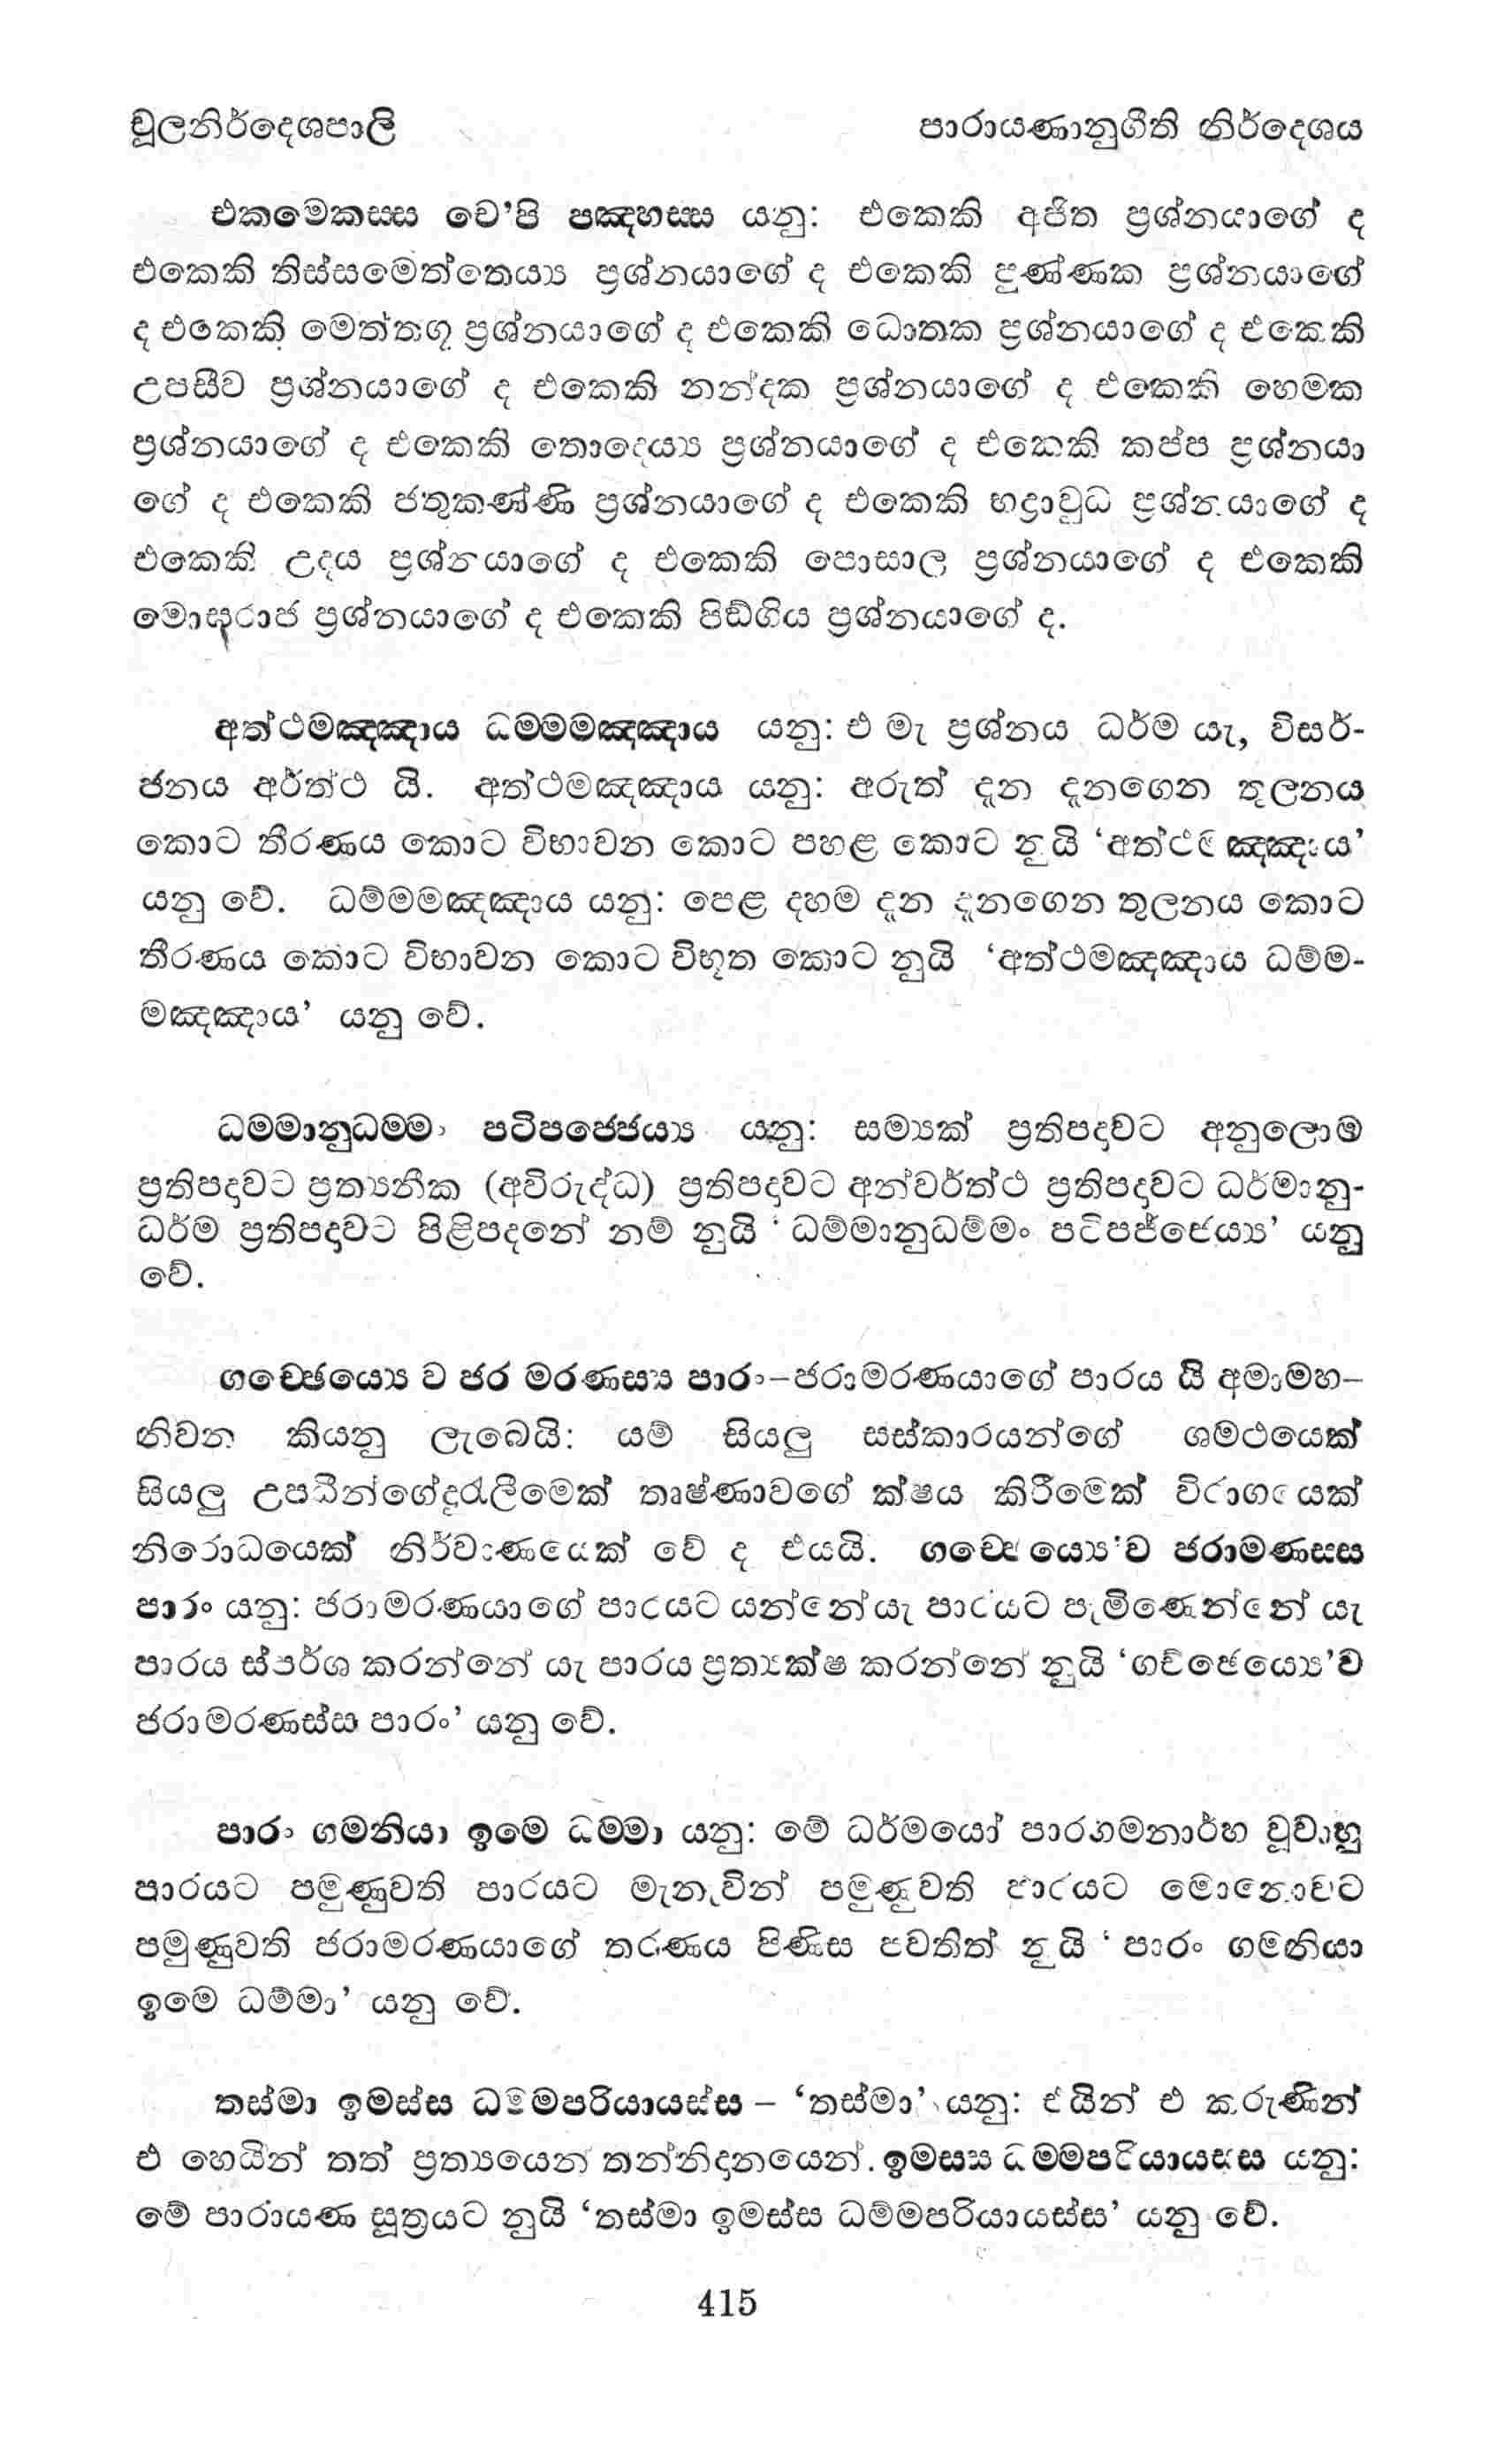 චූලනිර්දෙශපාලි පාරායණානුගීති නිර්දෙශය
එකමෙකස්ස චෙ’පි පඤ්හස්ස යනු: එකෙකි අජිත ප්‍රශ්නයාගේ ද
එකෙකි තිස්සමෙත්තෙය්‍ය ප්‍රශ්නයාගේ ද එකෙකි පුණ්ණක ප්‍රශ්නයාගේ
ද එකෙකි මෙත්තගූ ප්‍රශ්නයාගේ ද එකෙකි ධොතක ප්‍රශ්නයාගේ ද එකෙකි
උපසීව ප්‍රශ්නයාගේ ද එකෙකි නන්දක ප්‍රශ්නයාගේ ද එකෙකි හෙමක
ප්‍රශ්නයාගේ ද එකෙකි තොදෙය්‍ය ප්‍රශ්නයාගේ ද එකෙකි කප්ප ප්‍රශ්නයා
ගේ ද එකෙකි ජතුකණ්ණි ප්‍රශ්නයාගේ ද එකෙකි භද්‍රාවුධ ප්‍රශ්නයාගේ ද
එකෙකි උදය ප්‍රශ්නයාගේ ද එකෙකි පොසාල ප්‍රශ්නයාගේ ද එකෙකි
මොඝරාජ ප්‍රශ්නයාගේ ද එකෙකි පිඞ්ගිය ප්‍රශ්නයාගේ ද.
අත්ථමඤ්ඤාය ධම්මමඤ්ඤාය යනු: එ මැ ප්‍රශ්නය ධර්ම යැ, විසර්-
ජනය අර්ත්ථ යි. අත්ථමඤ්ඤාය යනු: අරුත් දැන දැනගෙන තුලනය
කොට තීරණය කොට විභාවන කොට පහළ කොට නුයි ‘අත්ථමඤ්ඤාය’
යනු වේ. ධම්මමඤ්ඤාය යනු: පෙළ දහම දැන දැනගෙන තුලනය කොට
තීරණය කොට විභාවන කොට විභූත කොට නුයි ‘අත්ථමඤ්ඤාය ධම්ම-
මඤ්ඤාය’ යනු වේ.
ධම්මානුධම්මං පටිපජ්ජෙය්‍ය යනු: සම්‍යක් ප්‍රතිපදාවට අනුලොම
ප්‍රතිපදාවට ප්‍රත්‍යනීක (අවිරුද්ධ) ප්‍රතිපදාවට අන්වර්ත්ථ ප්‍රතිපදාවට ධර්මානු-
ධර්ම ප්‍රතිපදාවට පිළිපදනේ නම් නුයි ‘ ධම්මානුධම්මං පටිපජ්ජෙය්‍ය’ යනු
වේ.
ගච්ඡෙය්‍යෙ ව ජර මරණස්‍ය පාරං–ජරාමරණයාගේ පාරය යි අමාමහ–
නිවන කියනු ලැබෙයි: යම් සියලු සස්කාරයන්ගේ ශමථයෙක්
සියලු උපධීන්ගේදුරැලීමෙක් තෘෂ්ණාවගේ ක්ෂය කිරීමෙක් විරාගයෙක්
නිරොධයෙක් නිර්වාණයෙක් වේ ද එයයි. ගච්ඡෙය්‍යෙ’ව ජරාමණස්ස
පාරං යනු: ජරාමරණයාගේ පාරයට යන්නේයැ පාරයට පැමිණෙන්නේ යැ
පාරය ස්පර්ශ කරන්නේ යැ පාරය ප්‍රත්‍යක්ෂ කරන්නේ නුයි ‘ගච්ඡෙය්‍යෙ’ව
ජරාමරණස්ස පාරං’ යනු වේ.
පාරං ගමනියා ඉමෙ ධම්මා යනු: මේ ධර්මයෝ පාරගමනාර්හ වූවාහු
පාරයට පමුණුවති පාරයට මැනැවින් පමුණුවති පාරයට මොනොවට
පමුණුවති ජරාමරණයාගේ තරණය පිණිස පවතිත් නුයි ‘ පාරං ගමනියා
ඉමෙ ධම්මා’ යනු වේ.
තස්මා ඉමස්ස ධම්මපරියායස්ස – ‘තස්මා’ යනු: එයින් එ කරුණින්
එ හෙයින් තත් ප්‍රත්‍යයෙන් තන්නිදානයෙන්. ඉමස්‍ය ධම්මපරියායස්ස යනු:
මේ පාරායණ සූත්‍රයට නුයි ‘තස්මා ඉමස්ස ධම්මපරියායස්ස’ යනු වේ.
415